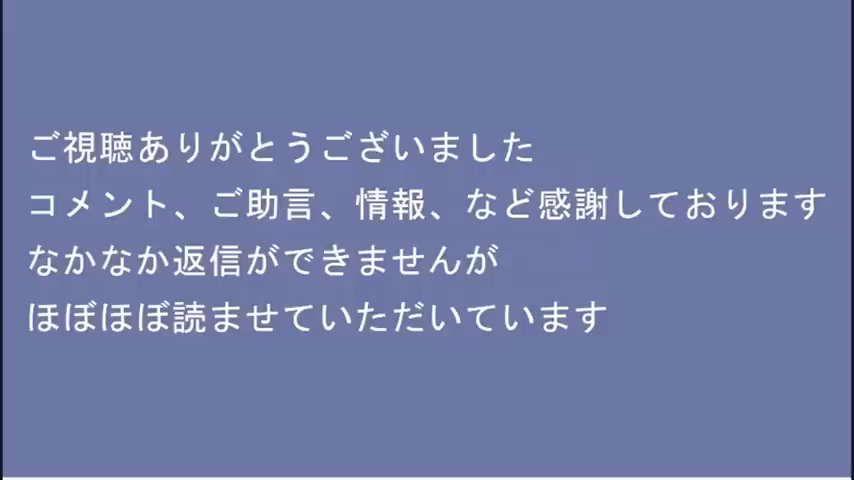 ご視聴ありがとうございました
コメント、ご助言、情報、など感謝しております
なかなか返信ができませんが
ほぼほぼ読ませていただいています